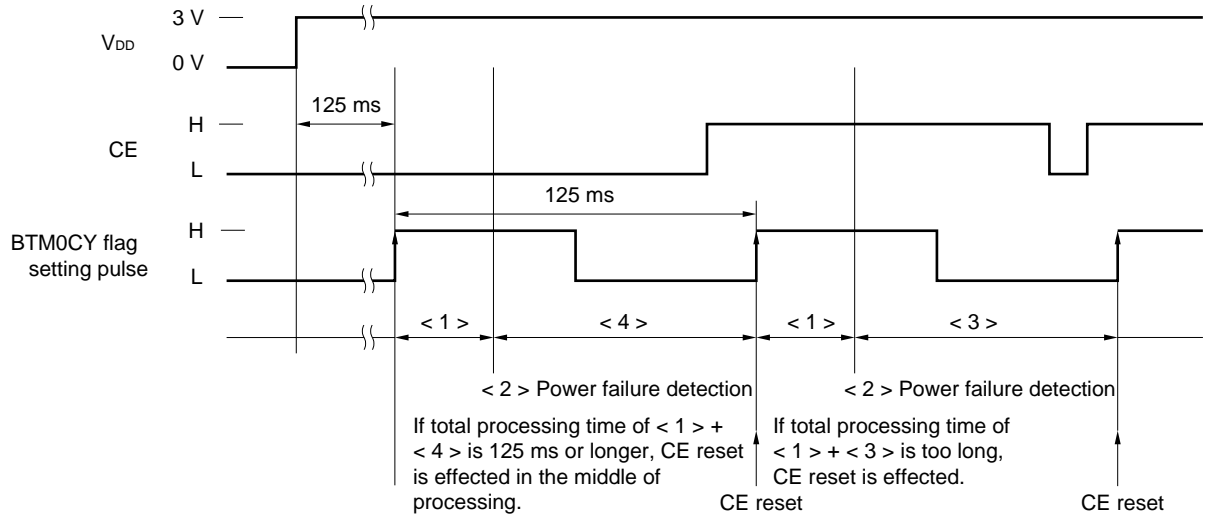 3 V
VDD
0 V
125 ms
H
CE
L
125 ms
H
BTM0CY flag
setting pulse
L
< 1 >
< 4 >
< 1 >
< 3 >
< 2 > Power failure detection
< 2 > Power failure detection
If total processing time of < 1 > +
< 4 > is 125 ms or longer, CE reset
is effected in the middle of
processing.
If total processing time of
< 1 > + < 3 > is too long,
CE reset is effected.
CE reset
CE reset